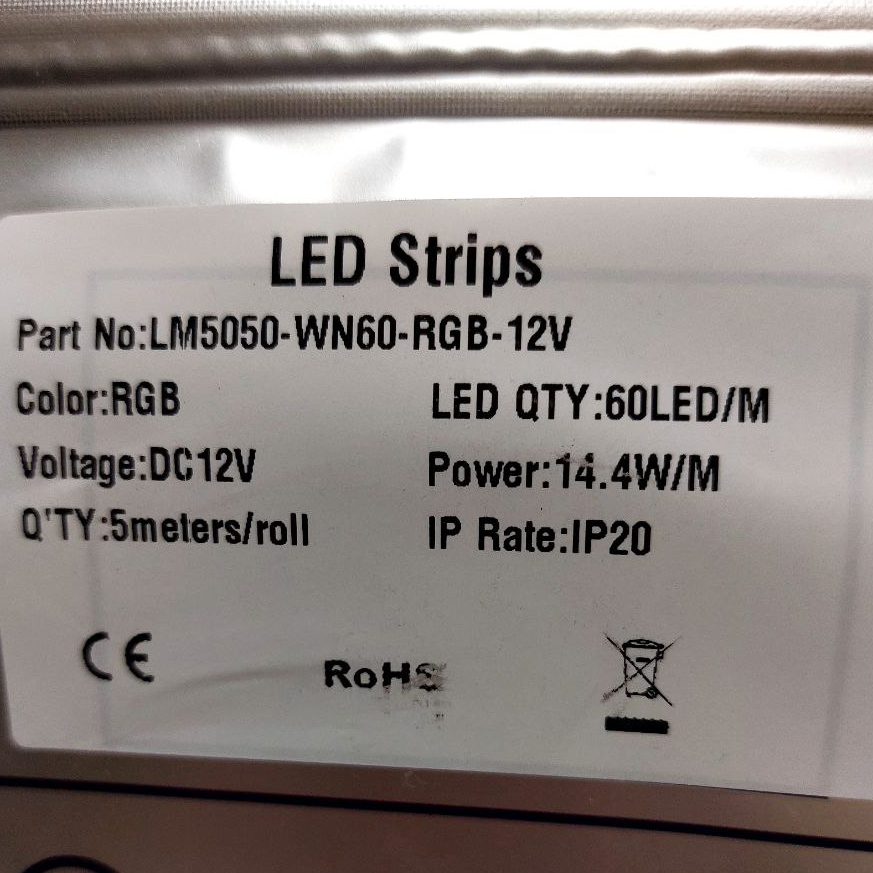 LED Strips
Part No:LM5050-WN60-RGB-12V
Color:RGB LED QTY:60LED/M
Voltage:DC12V Power:14.4W/M
Q'TY:5meters/roll IP Rate:IP20
CE RoHS